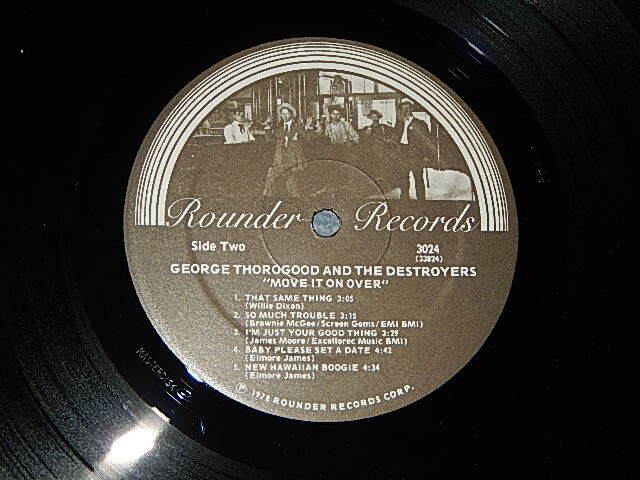 Rounder Records
Side Two 3024
(33024)
GEORGE THOROGOOD AND THE DESTROYERS
"MOVE IT ON OVER"
1. THAT SAME THING 3:05
(Willie Dixon)
2. SO MUCH TROUBLE 3:15
(Brownie McGee/Screen Gems/EMI BMI)
3. I'M JUST YOUR GOOD THING 3:29
(James Moore/Excellorec Music BMI)
4. BABY PLEASE SET A DATE 4:42
(Elmore James)
5. NEW HAWAIIAN BOOGIE 4:34
(Elmore James)
℗ 1978 ROUNDER RECORDS CORP.